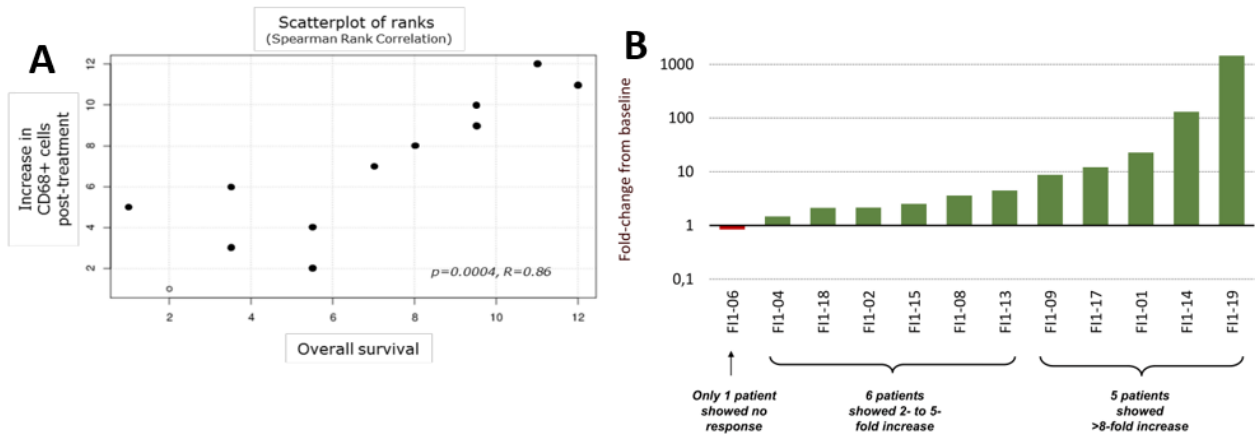 A
Scatterplot of ranks
(Spearman Rank Correlation)
Increase in
CD68+ cells
post-treatment
12
10
8
6
4
2
p=0.0004, R=0.86
2 4 6 8 10 12
Overall survival
B
Fold-change from baseline
1000
100
10
1
0,1
FI1-06
FI1-04
FI1-18
FI1-02
FI1-15
FI1-08
FI1-13
FI1-09
FI1-17
FI1-01
FI1-14
FI1-19
Only 1 patient
showed no
response
6 patients
showed 2- to 5-
fold increase
5 patients
showed
>8-fold increase